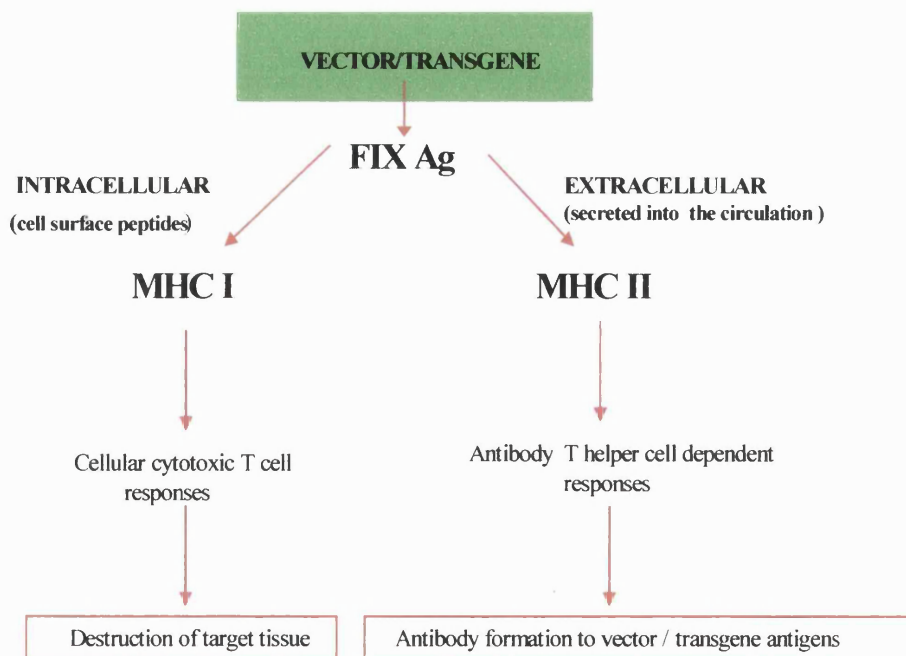 VECTOR/TRANSGENE
FIX Ag
INTRACELLULAR
(cell surface peptides)
EXTRACELLULAR
(secreted into the circulation )
MHC I
MHC II
Cellular cytotoxic T cell
responses
Antibody T helper cell dependent
responses
Destruction of target tissue
Antibody formation to vector / transgene antigens